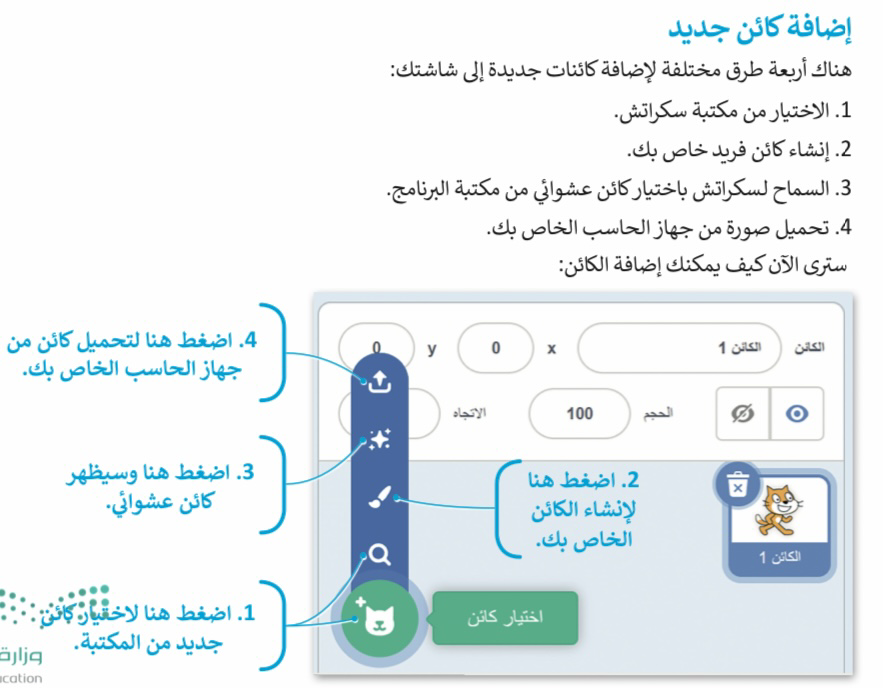 إضافة كائن جديد
هناك أربعة طرق مختلفة لإضافة كائنات جديدة إلى شاشتك:
1. الاختيار من مكتبة سكراتش.
2. إنشاء كائن فريد خاص بك.
3. السماح لسكراتش باختيار كائن عشوائي من مكتبة البرنامج.
4. تحميل صورة من جهاز الحاسب الخاص بك.
سترى الآن كيف يمكنك إضافة الكائن:
الكائن
الكائن 1
x
0
y
0
الحجم
100
الاتجاه
4. اضغط هنا لتحميل كائن من
جهاز الحاسب الخاص بك.
3. اضغط هنا وسيظهر
كائن عشوائي.
2. اضغط هنا
لإنشاء الكائن
الخاص بك.
الكائن 1
اختيار كائن
1. اضغط هنا لاختيار كائن
جديد من المكتبة.
وزارة
ucation